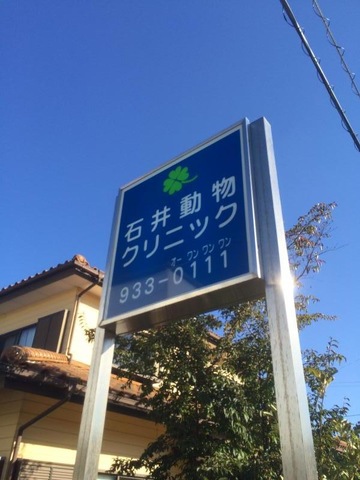 石井動物
クリニック
オー ワン ワン ワン
933-0111